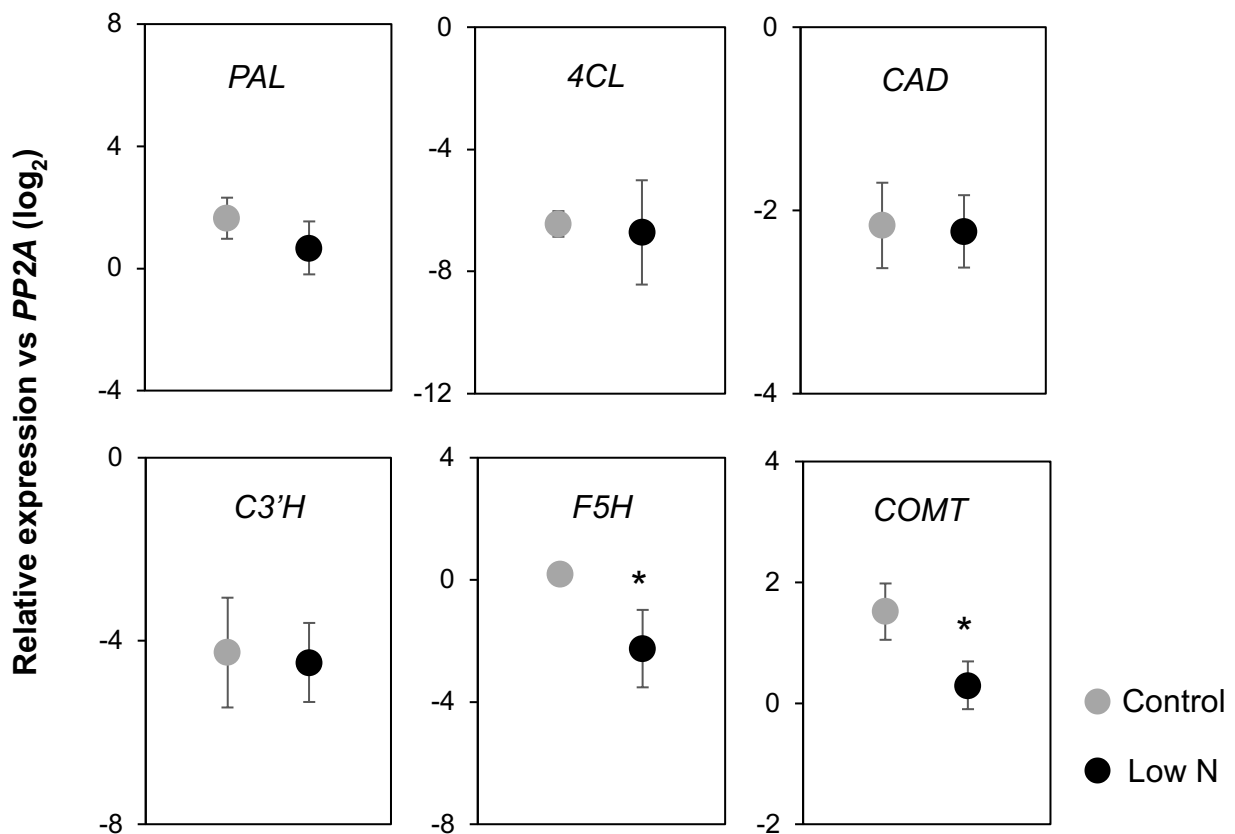 Relative expression vs PP2A (log₂)
PAL
8
4
0
-4
4CL
0
-4
-8
-12
CAD
0
-2
-4
C3’H
0
-4
-8
F5H
4
0
-4
-8
*
COMT
4
2
0
-2
*
Control
Low N